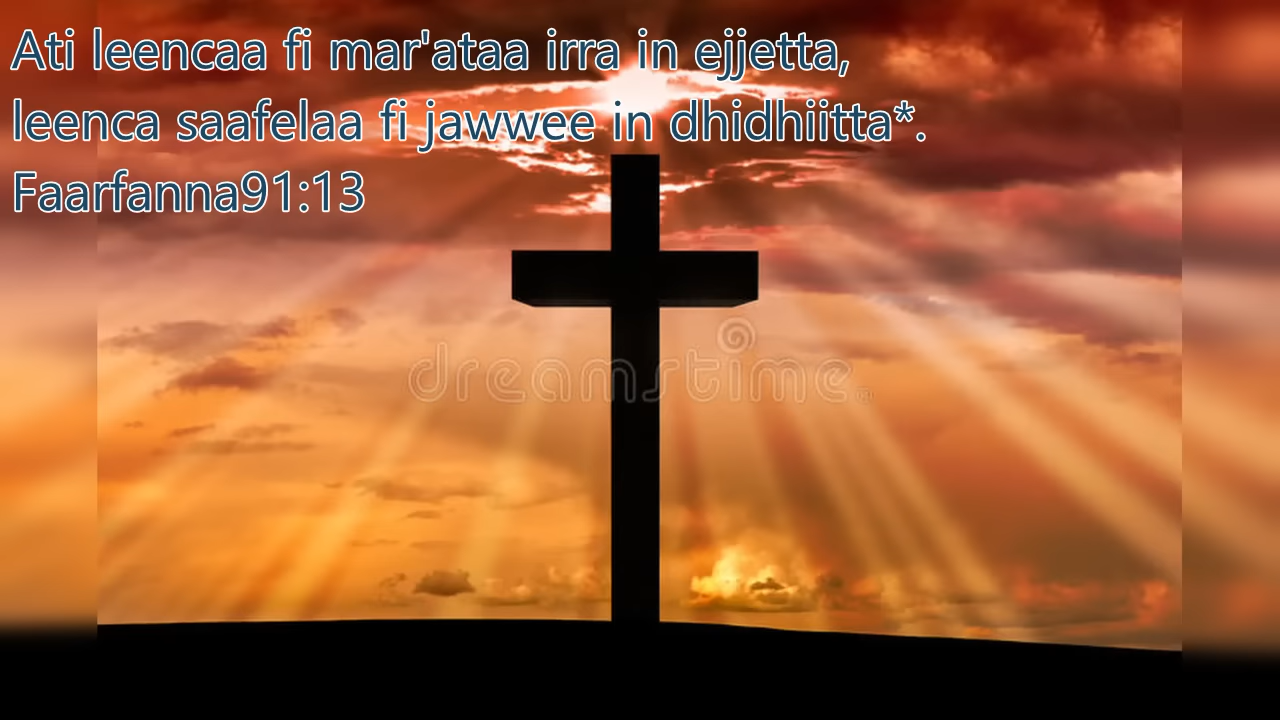 Ati leencaa fi mar'ataa irra in ejjetta,
leenca saafelaa fi jawwee in dhidhiitta*.
Faarfanna91:13
dreamstime